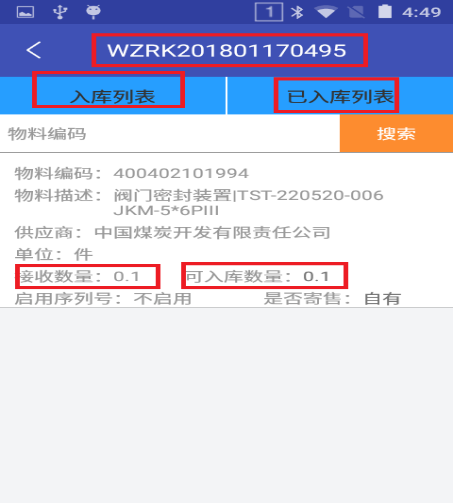 1 4:49
< WZRK201801170495
入库列表 已入库列表
物料编码 搜索
物料编码：400402101994
物料描述：阀门密封装置|TST-220520-006
JKM-5*6PIII
供应商：中国煤炭开发有限责任公司
单位：件
接收数量：0.1 可入库数量：0.1
启用序列号：不启用 是否寄售：自有